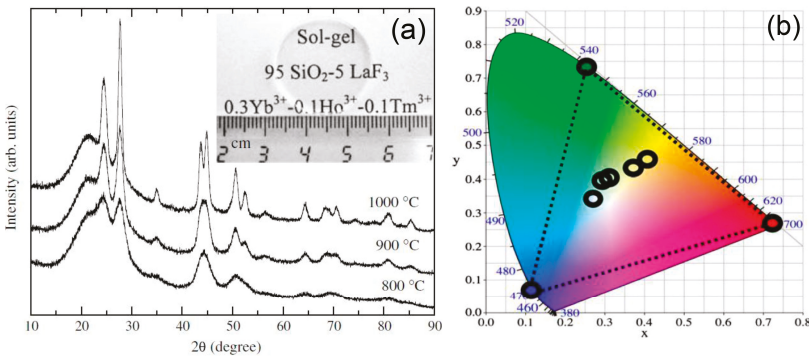 (a)
Sol-gel
95 SiO₂-5 LaF₃
0.3Yb³⁺-0.1Ho³⁺-0.1Tm³⁺
2 cm 3 4 5 6 7
Intensity (arb. units)
1000 °C
900 °C
800 °C
10 20 30 40 50 60 70 80 90
2θ (degree)
(b)
0.9
0.8
0.7
0.6
0.5
y
0.4
0.3
0.2
0.1
0.0
520
540
560
500
580
600
620
490
700
480
460
380
0.0 0.1 0.2 0.3 0.4 0.5 0.6 0.7 0.8
x